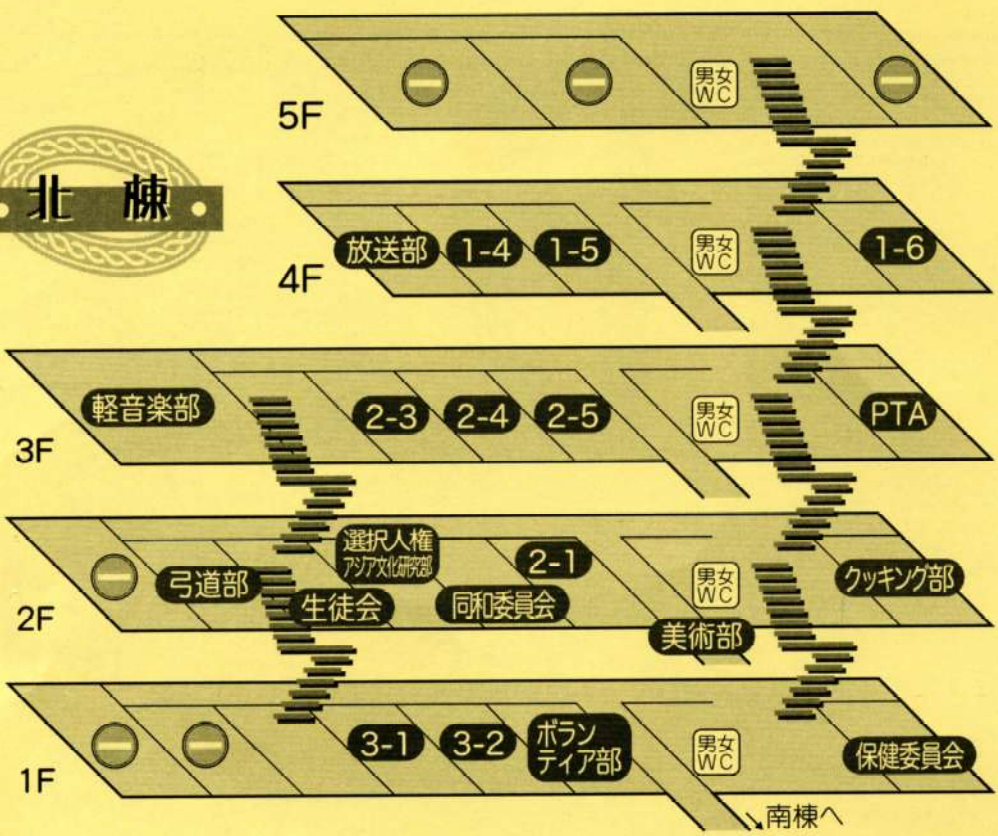 北棟
5F
男女
WC
4F
放送部
1-4
1-5
男女
WC
1-6
3F
軽音楽部
2-3
2-4
2-5
男女
WC
PTA
2F
弓道部
選択人権
アジア文化研究部
生徒会
同和委員会
2-1
美術部
男女
WC
クッキング部
1F
3-1
3-2
ボラン
ティア部
男女
WC
保健委員会
↘南棟へ